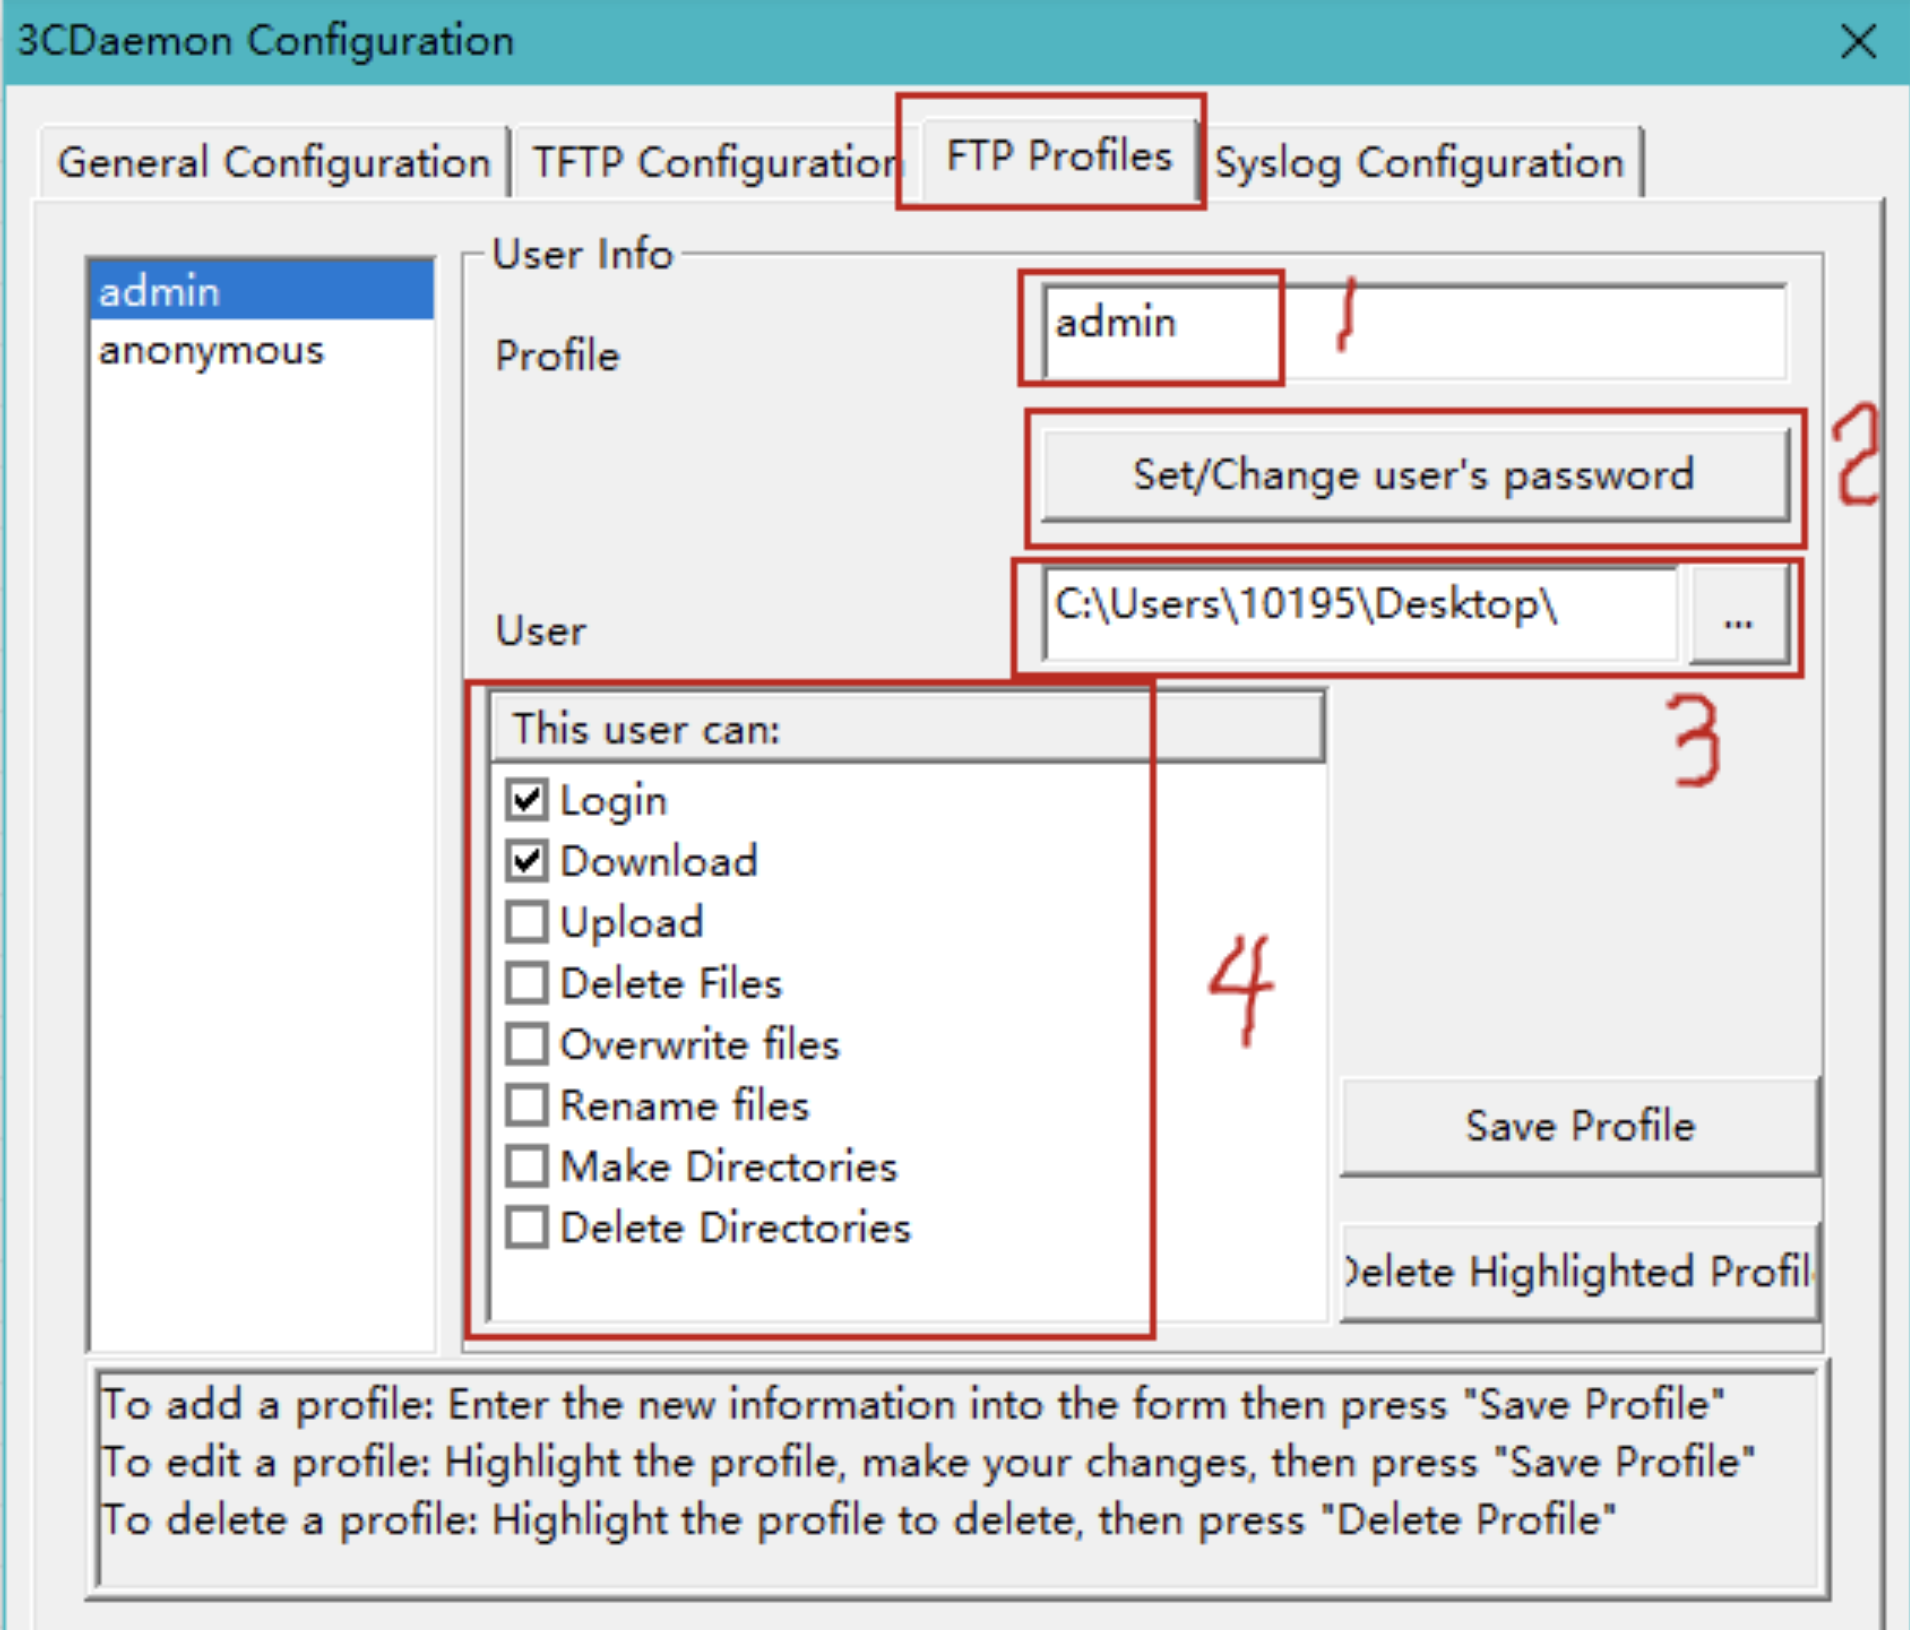 3CDaemon Configuration
General Configuration
TFTP Configuration
FTP Profiles
Syslog Configuration
admin
anonymous
User Info
Profile
admin
1
Set/Change user's password
2
User
C:\Users\10195\Desktop\
...
3
This user can:
Login
Download
Upload
Delete Files
Overwrite files
Rename files
Make Directories
Delete Directories
4
Save Profile
Delete Highlighted Profil
To add a profile: Enter the new information into the form then press "Save Profile"
To edit a profile: Highlight the profile, make your changes, then press "Save Profile"
To delete a profile: Highlight the profile to delete, then press "Delete Profile"